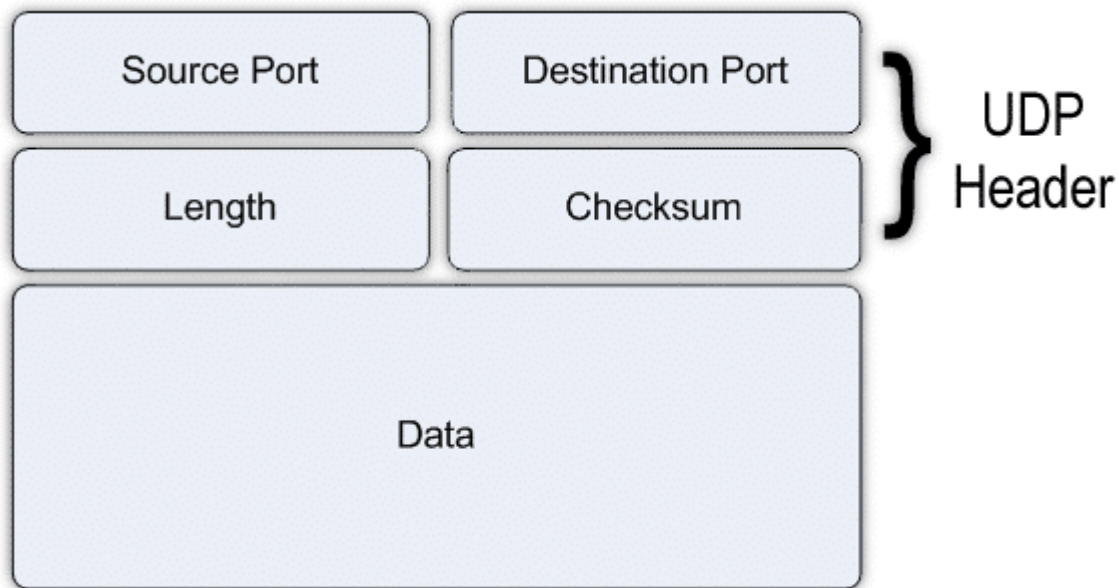 Source Port
Destination Port
Length
Checksum
UDP
Header
Data